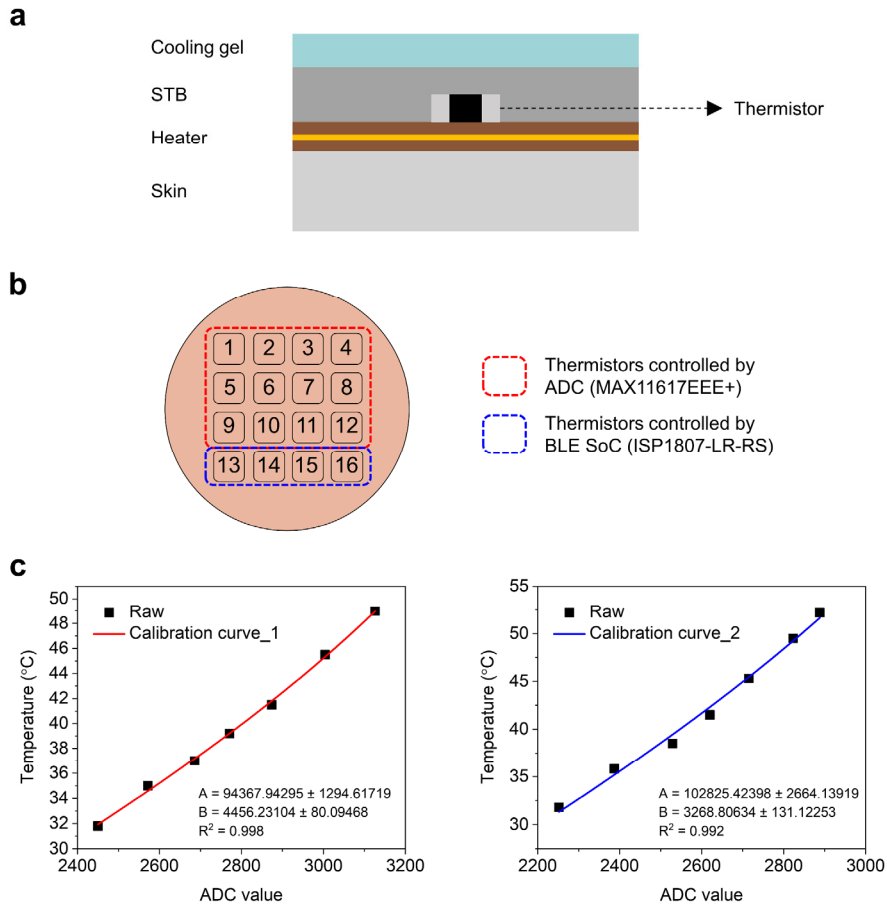 a
Cooling gel
STB
Heater
Skin
Thermistor
b
1 2 3 4
5 6 7 8
9 10 11 12
13 14 15 16
Thermistors controlled by
ADC (MAX11617EEE+)
Thermistors controlled by
BLE SoC (ISP1807-LR-RS)
c
Temperature (°C)
50
48
46
44
42
40
38
36
34
32
30
Raw
Calibration curve_1
A = 94367.94295 ± 1294.61719
B = 4456.23104 ± 80.09468
R² = 0.998
2400 2600 2800 3000 3200
ADC value
Temperature (°C)
55
50
45
40
35
30
Raw
Calibration curve_2
A = 102825.42398 ± 2664.13919
B = 3268.80634 ± 131.12253
R² = 0.992
2200 2400 2600 2800 3000
ADC value